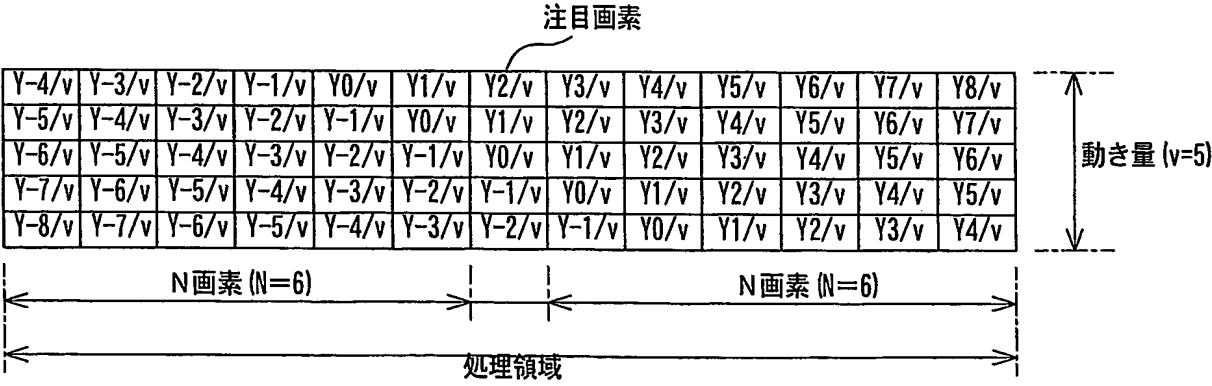 注目画素
Y-4/v Y-3/v Y-2/v Y-1/v Y0/v Y1/v Y2/v Y3/v Y4/v Y5/v Y6/v Y7/v Y8/v
Y-5/v Y-4/v Y-3/v Y-2/v Y-1/v Y0/v Y1/v Y2/v Y3/v Y4/v Y5/v Y6/v Y7/v
Y-6/v Y-5/v Y-4/v Y-3/v Y-2/v Y-1/v Y0/v Y1/v Y2/v Y3/v Y4/v Y5/v Y6/v
動き量(v=5)
Y-7/v Y-6/v Y-5/v Y-4/v Y-3/v Y-2/v Y-1/v Y0/v Y1/v Y2/v Y3/v Y4/v Y5/v
Y-8/v Y-7/v Y-6/v Y-5/v Y-4/v Y-3/v Y-2/v Y-1/v Y0/v Y1/v Y2/v Y3/v Y4/v
N画素(N=6) N画素(N=6)
処理領域